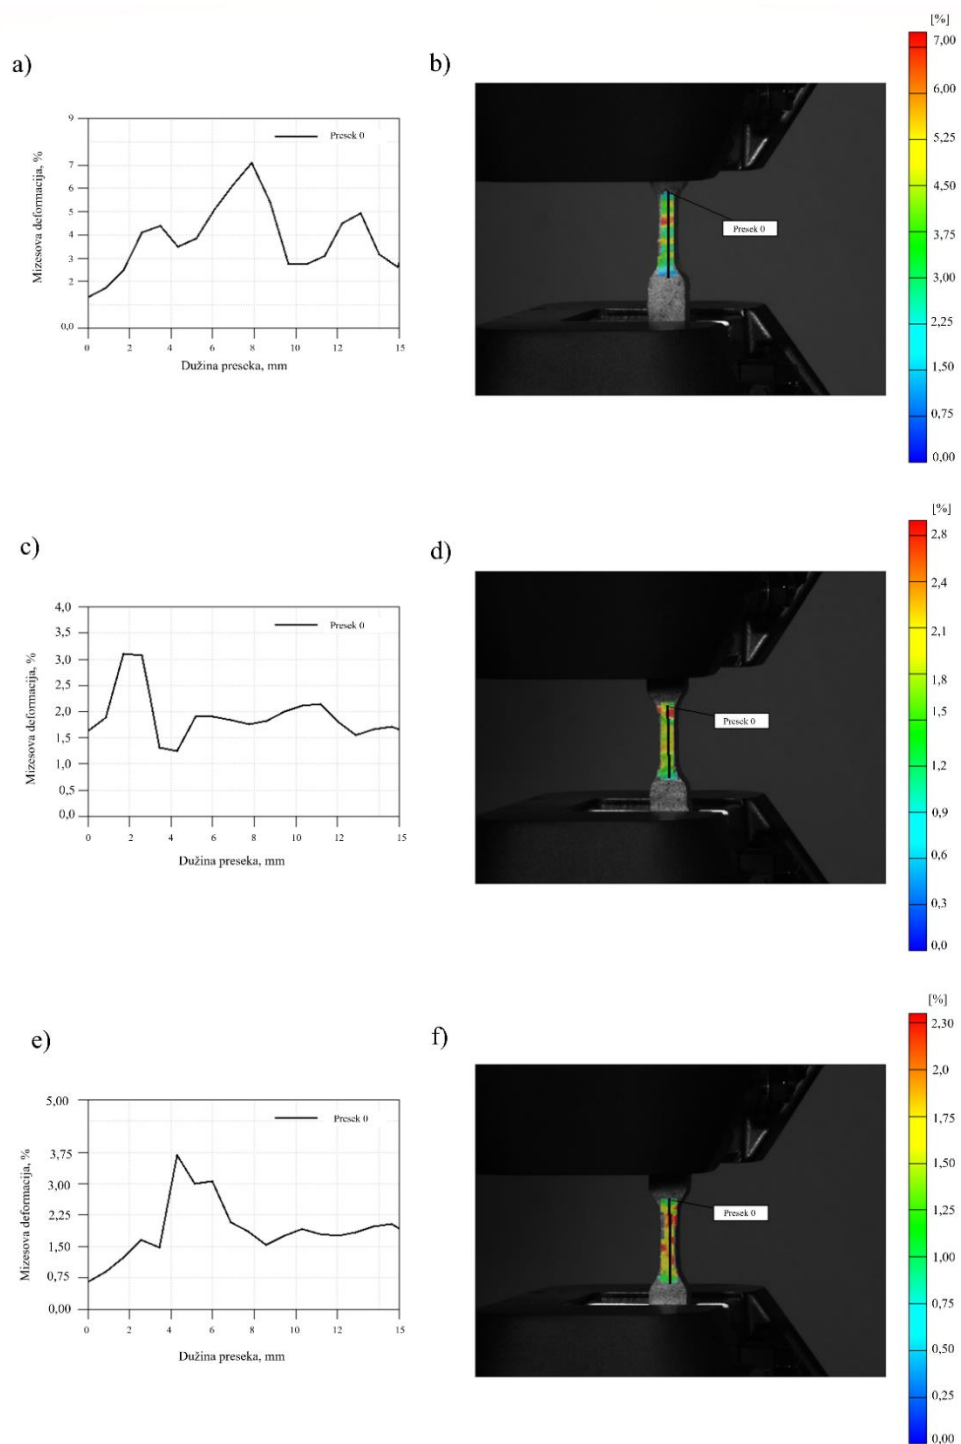 a)
Mizesova deformacija, %
9
7
6
5
4
3
2
0,0
Presek 0
0 2 4 6 8 10 12 15
Dužina preseka, mm
b)
Presek 0
[%]
7,00
6,00
5,25
4,50
3,75
3,00
2,25
1,50
0,75
0,00
c)
Mizesova deformacija, %
4,0
3,5
3,0
2,5
2,0
1,5
1,0
0,5
0,0
Presek 0
0 2 4 6 8 10 12 15
Dužina preseka, mm
d)
Presek 0
[%]
2,8
2,4
2,1
1,8
1,5
1,2
0,9
0,6
0,3
0,0
e)
Mizesova deformacija, %
5,00
3,75
3,00
2,25
1,50
0,75
0,00
Presek 0
0 2 4 6 8 10 12 15
Dužina preseka, mm
f)
Presek 0
[%]
2,30
2,0
1,75
1,50
1,25
1,00
0,75
0,50
0,25
0,00